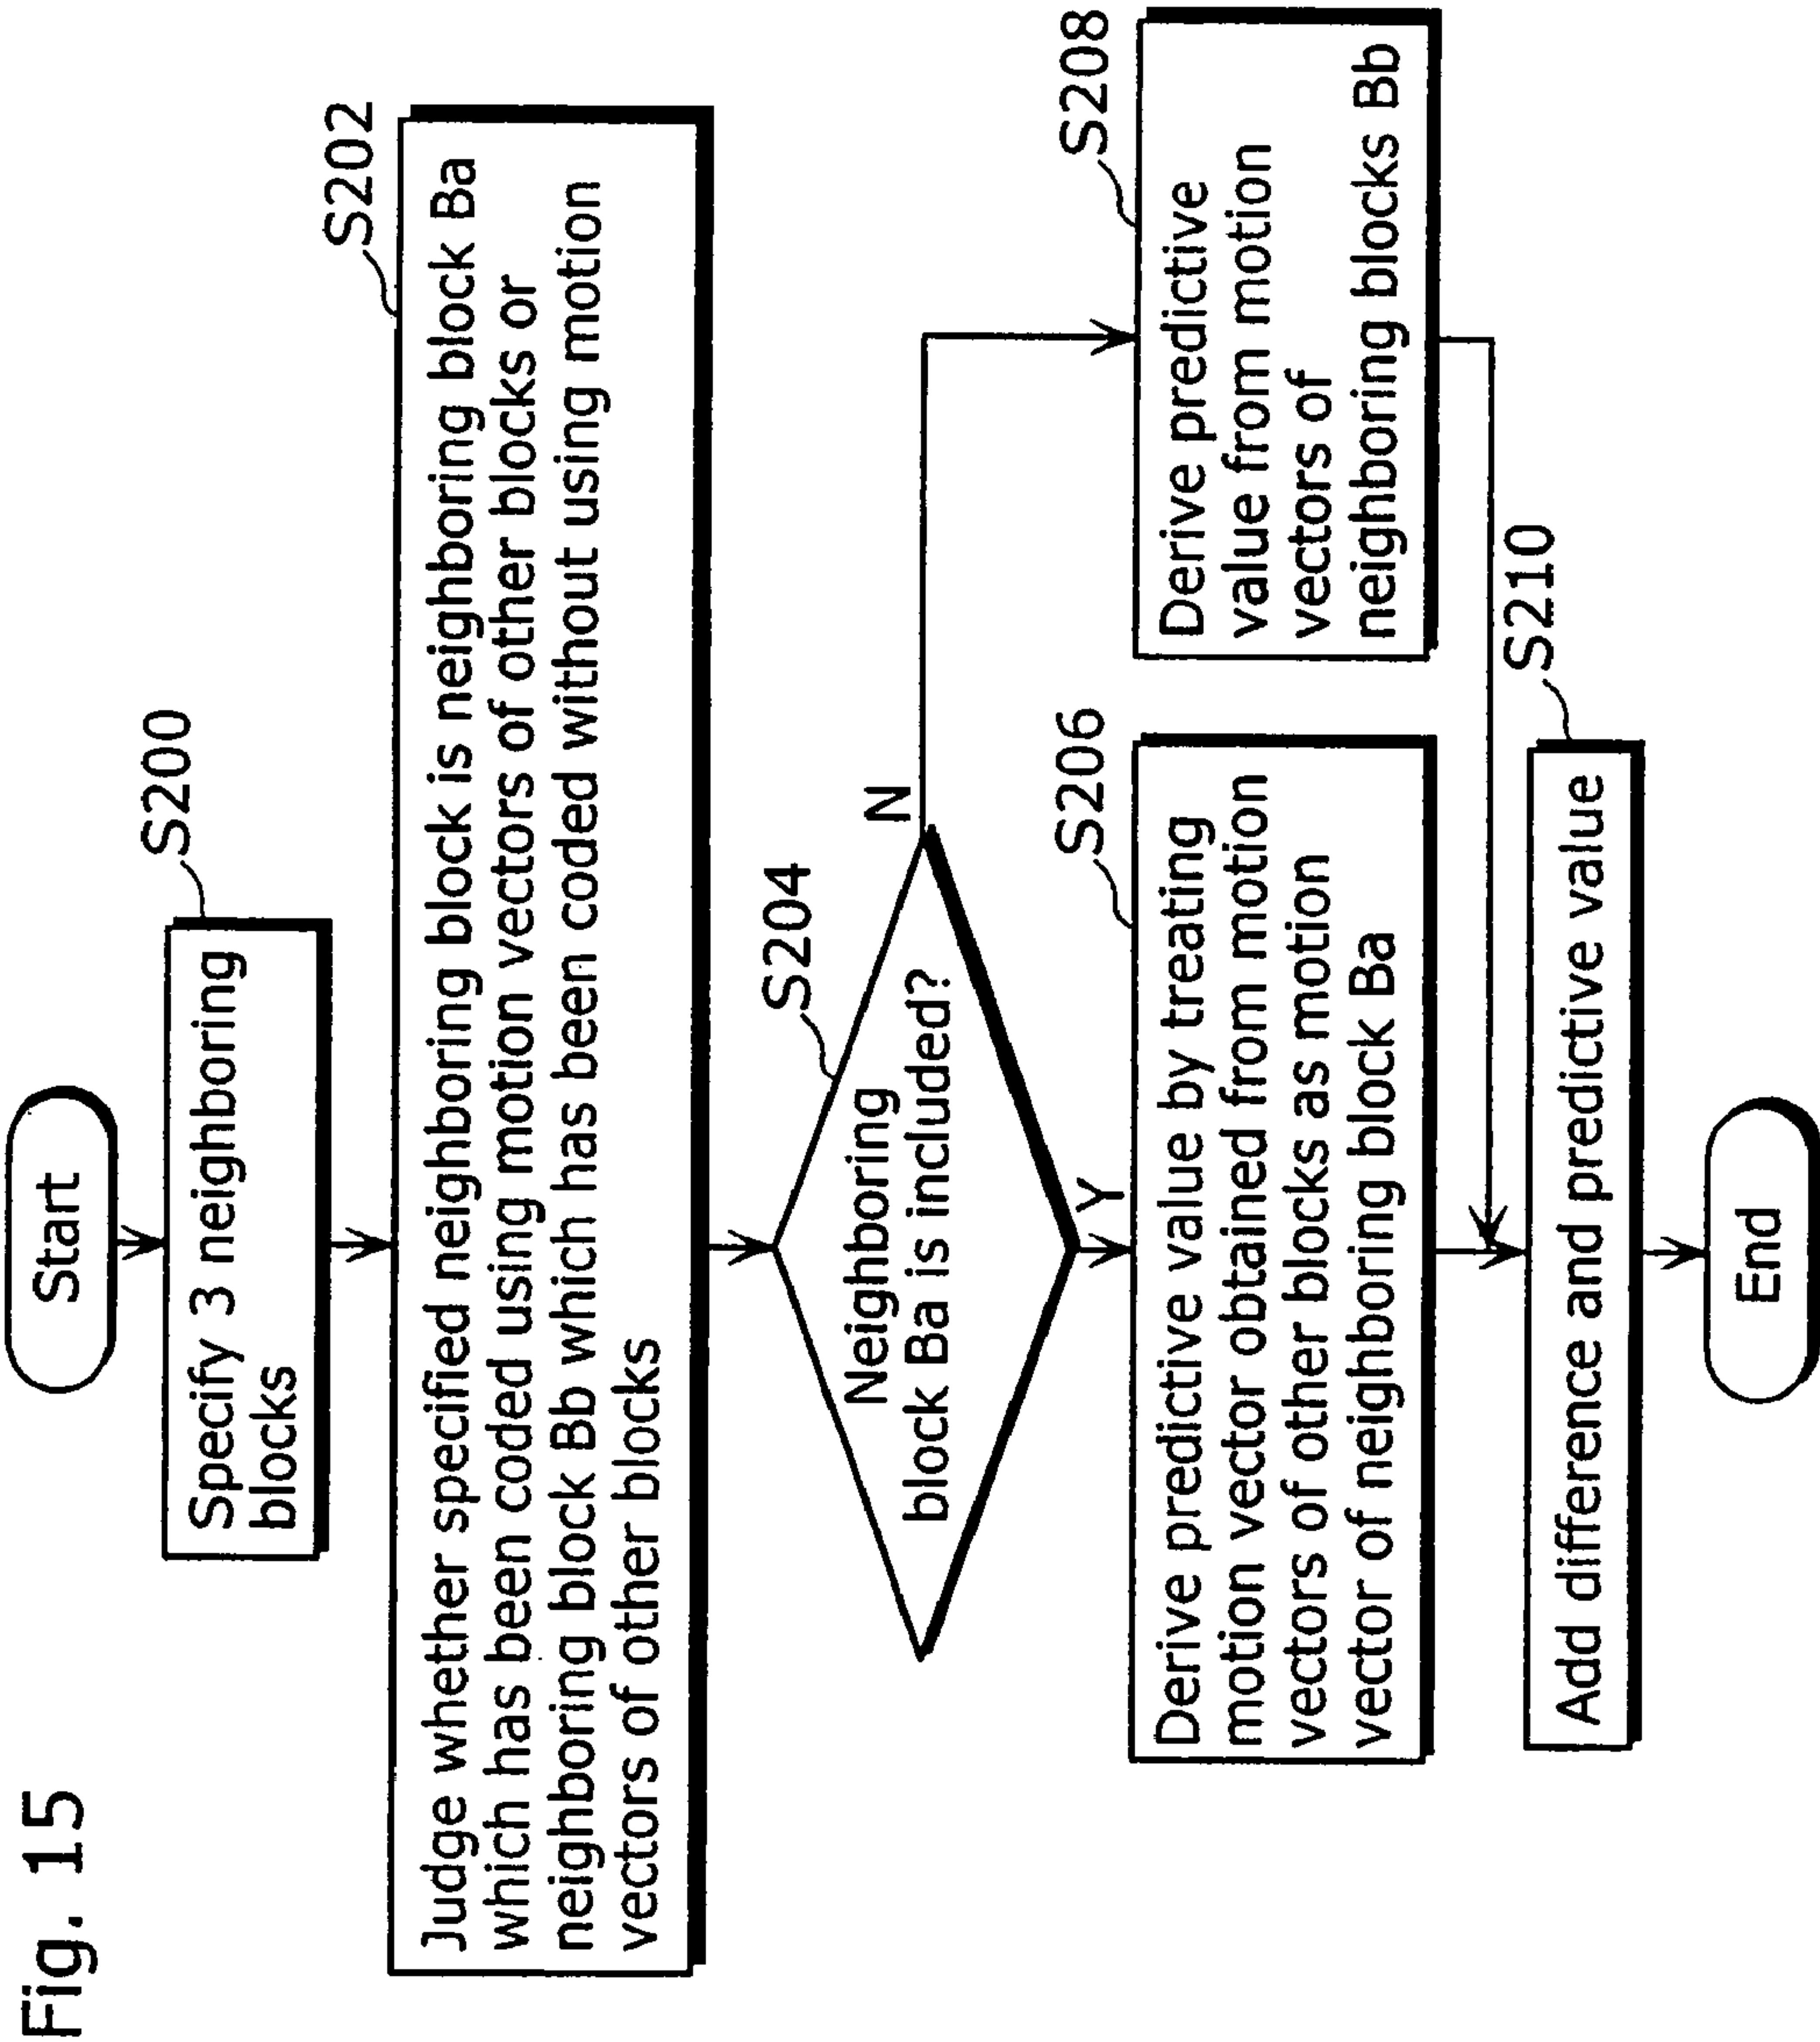 Fig. 15
Start
S200
Specify 3 neighboring
blocks
S202
Judge whether specified neighboring block is neighboring block Ba
which has been coded using motion vectors of other blocks or
neighboring block Bb which has been coded without using motion
vectors of other blocks
S204
Neighboring
block Ba is included?
N
Y
S206
Derive predictive value by treating
motion vector obtained from motion
vectors of other blocks as motion
vector of neighboring block Ba
S208
Derive predictive
value from motion
vectors of
neighboring blocks Bb
S210
Add difference and predictive value
End